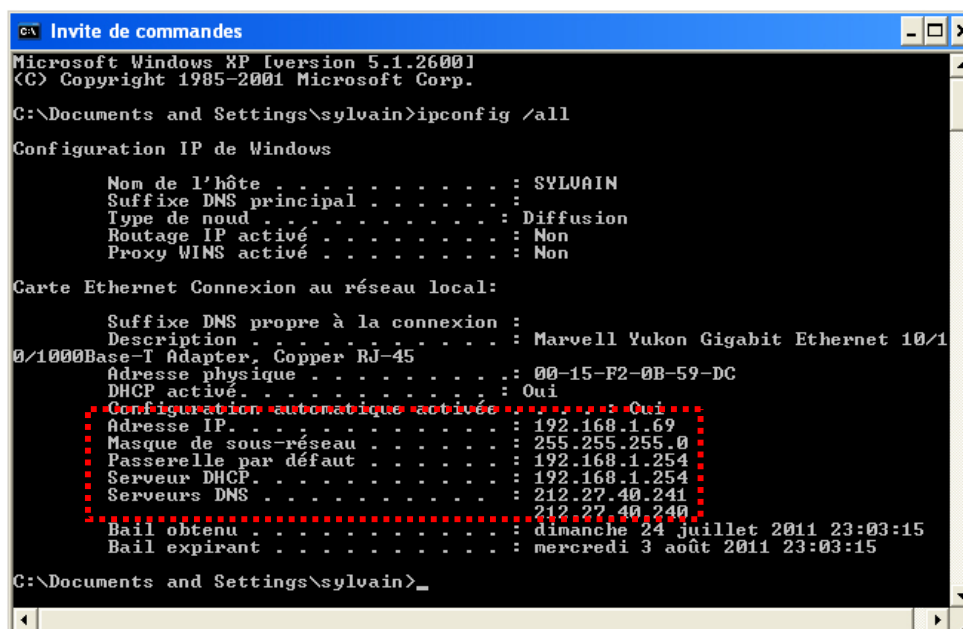 Invite de commandes
Microsoft Windows XP [version 5.1.2600]
(C) Copyright 1985-2001 Microsoft Corp.
C:\Documents and Settings\sylvain>ipconfig /all
Configuration IP de Windows
Nom de l'hôte . . . . . . . . . . : SYLVAIN
Suffixe DNS principal . . . . . . :
Type de noud . . . . . . . . . . : Diffusion
Routage IP activé . . . . . . . . : Non
Proxy WINS activé . . . . . . . . : Non
Carte Ethernet Connexion au réseau local:
Suffixe DNS propre à la connexion :
Description . . . . . . . . . . . : Marvell Yukon Gigabit Ethernet 10/1
0/1000Base-T Adapter, Copper RJ-45
Adresse physique . . . . . . . . .: 00-15-F2-0B-59-DC
DHCP activé. . . . . . . . . . . : Oui
Configuration automatique activée . . . . : Oui
Adresse IP. . . . . . . . . . . . : 192.168.1.69
Masque de sous-réseau . . . . . . : 255.255.255.0
Passerelle par défaut . . . . . . : 192.168.1.254
Serveur DHCP. . . . . . . . . . . : 192.168.1.254
Serveurs DNS . . . . . . . . . . : 212.27.40.241
212.27.40.240
Bail obtenu . . . . . . . . . . . : dimanche 24 juillet 2011 23:03:15
Bail expirant . . . . . . . . . . : mercredi 3 août 2011 23:03:15
C:\Documents and Settings\sylvain>_